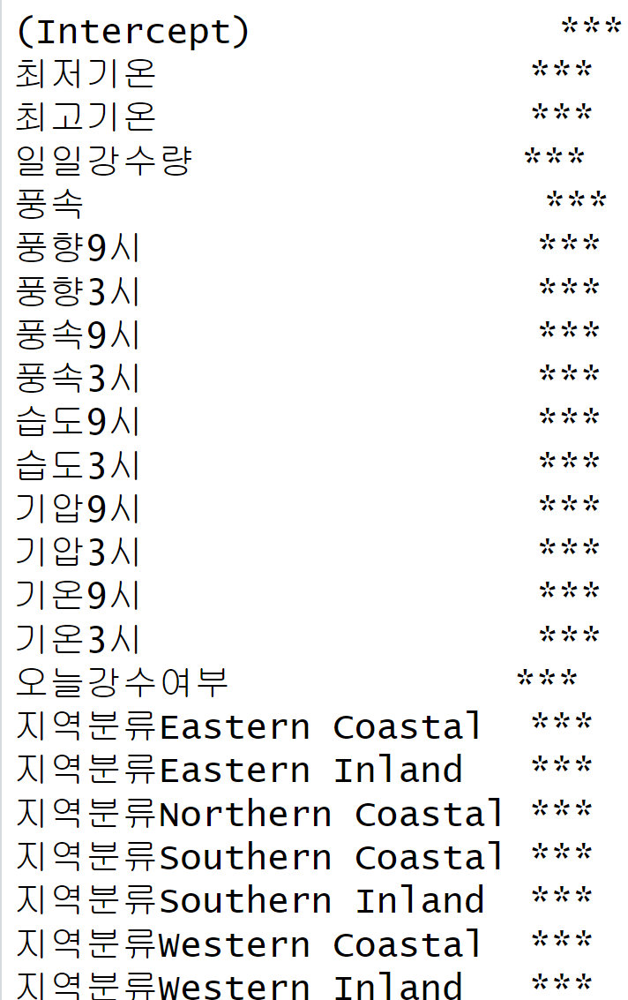 (Intercept) ***
최저기온 ***
최고기온 ***
일일강수량 ***
풍속 ***
풍향9시 ***
풍향3시 ***
풍속9시 ***
풍속3시 ***
습도9시 ***
습도3시 ***
기압9시 ***
기압3시 ***
기온9시 ***
기온3시 ***
오늘강수여부 ***
지역분류Eastern Coastal ***
지역분류Eastern Inland ***
지역분류Northern Coastal ***
지역분류Southern Coastal ***
지역분류Southern Inland ***
지역분류Western Coastal ***
지역분류Western Inland ***